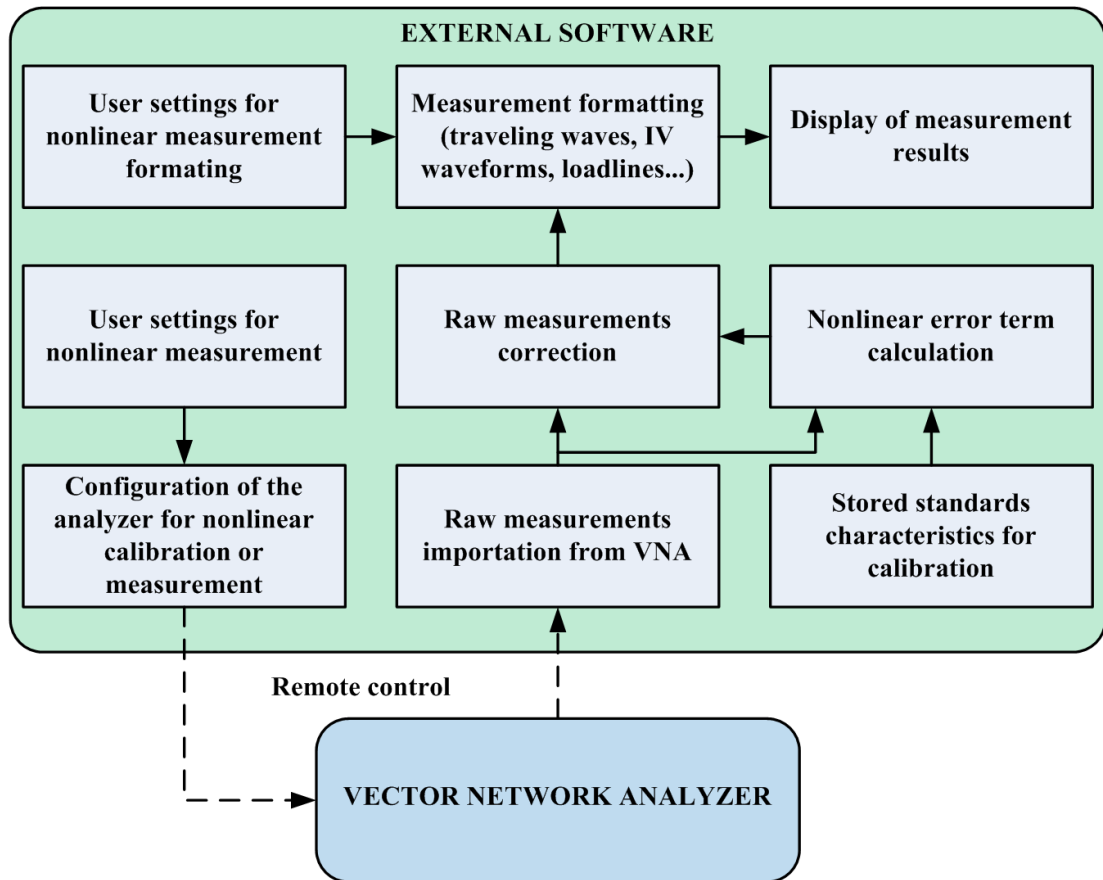 EXTERNAL SOFTWARE
User settings for
nonlinear measurement
formating
Measurement formatting
(traveling waves, IV
waveforms, loadlines...)
Display of measurement
results
User settings for
nonlinear measurement
Raw measurements
correction
Nonlinear error term
calculation
Configuration of the
analyzer for nonlinear
calibration or
measurement
Raw measurements
importation from VNA
Stored standards
characteristics for
calibration
Remote control
VECTOR NETWORK ANALYZER